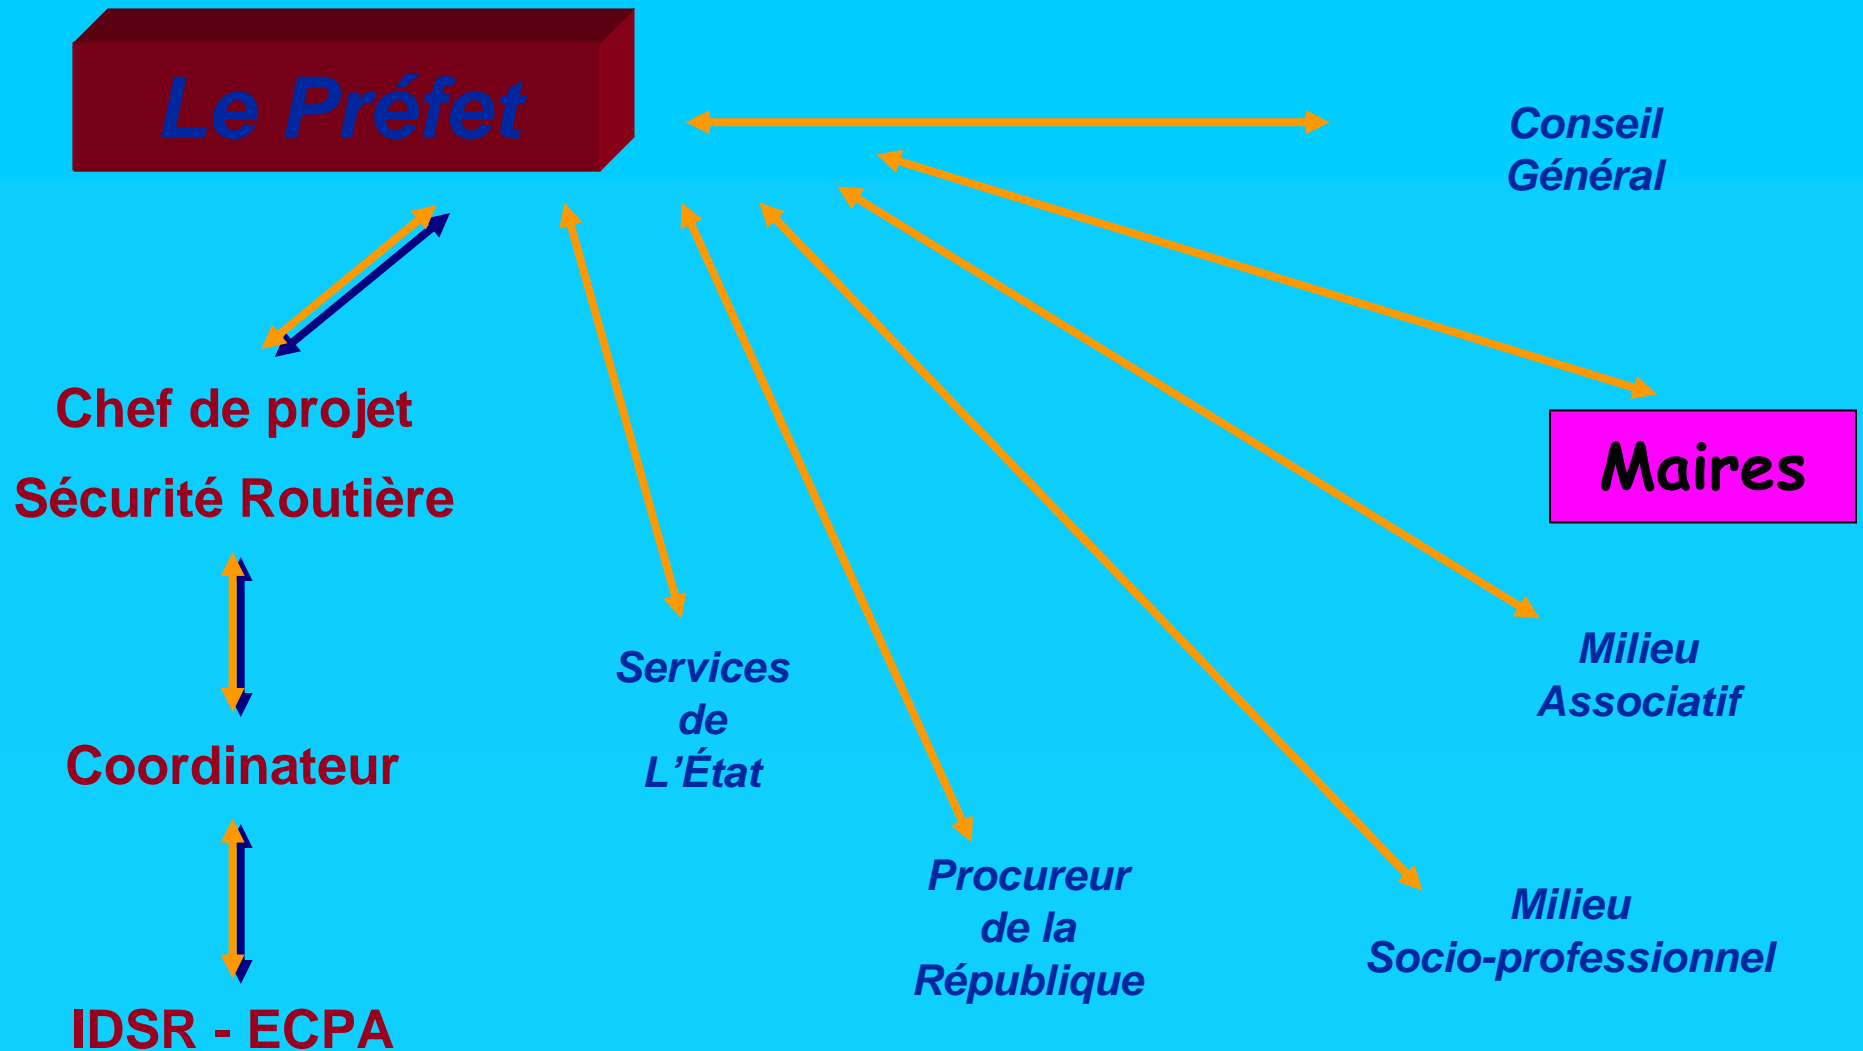 Le Préfet
Conseil
Général
Chef de projet
Sécurité Routière
Maires
Services
de
L’État
Milieu
Associatif
Coordinateur
Procureur
de la
République
Milieu
Socio-professionnel
IDSR - ECPA